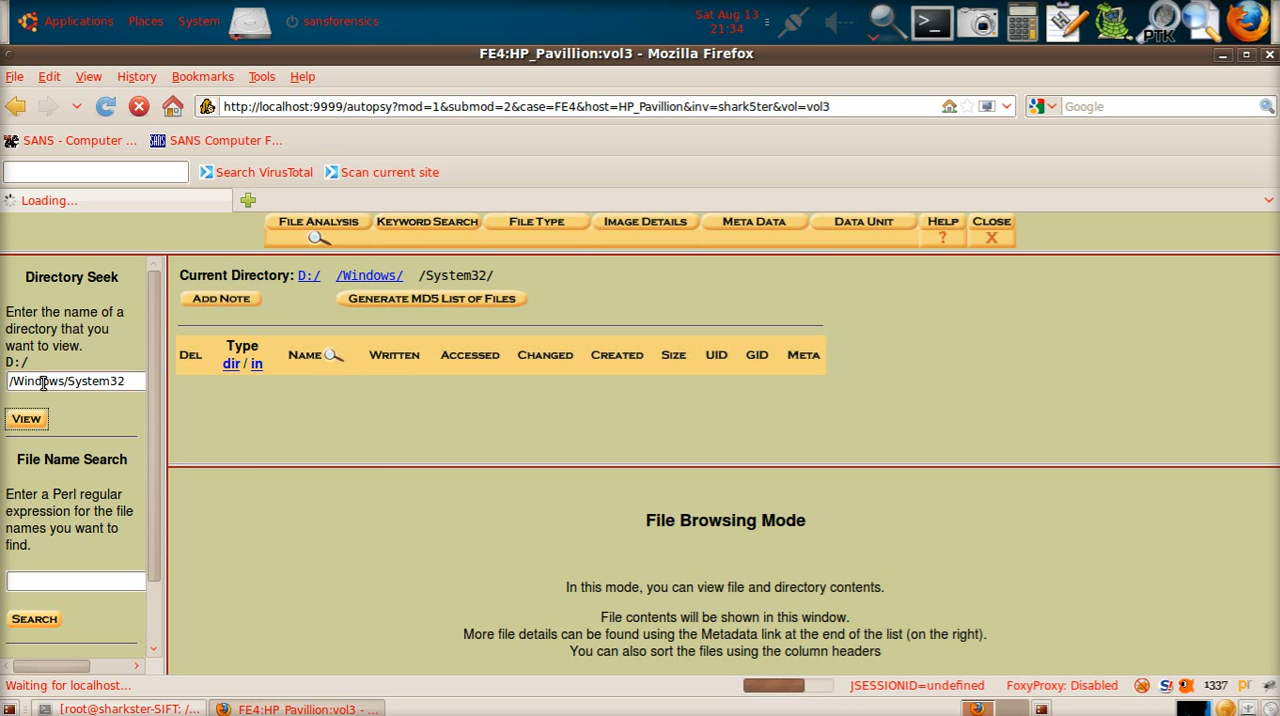 Applications Places System sansforensics Sat Aug 13
21:34
PTK
FE4:HP_Pavillion:vol3 - Mozilla Firefox
File Edit View History Bookmarks Tools Help
http://localhost:9999/autopsy?mod=1&submod=2&case=FE4&host=HP_Pavillion&inv=shark5ter&vol=vol3
Google
SANS - Computer ... SANS Computer F...
Search VirusTotal Scan current site
Loading...
FILE ANALYSIS KEYWORD SEARCH FILE TYPE IMAGE DETAILS META DATA DATA UNIT HELP CLOSE
? X
Directory Seek
Enter the name of a
directory that you
want to view.
D:/
/Windows/System32
VIEW
File Name Search
Enter a Perl regular
expression for the file
names you want to
find.
SEARCH
Current Directory: D:/ /Windows/ /System32/
ADD NOTE GENERATE MD5 LIST OF FILES
DEL Type NAME WRITTEN ACCESSED CHANGED CREATED SIZE UID GID META
dir / in
File Browsing Mode
In this mode, you can view file and directory contents.
File contents will be shown in this window.
More file details can be found using the Metadata link at the end of the list (on the right).
You can also sort the files using the column headers
Waiting for localhost... JSESSIONID=undefined FoxyProxy: Disabled S! 1337 pr
[root@sharkster-SIFT: /... FE4:HP_Pavillion:vol3 - ...